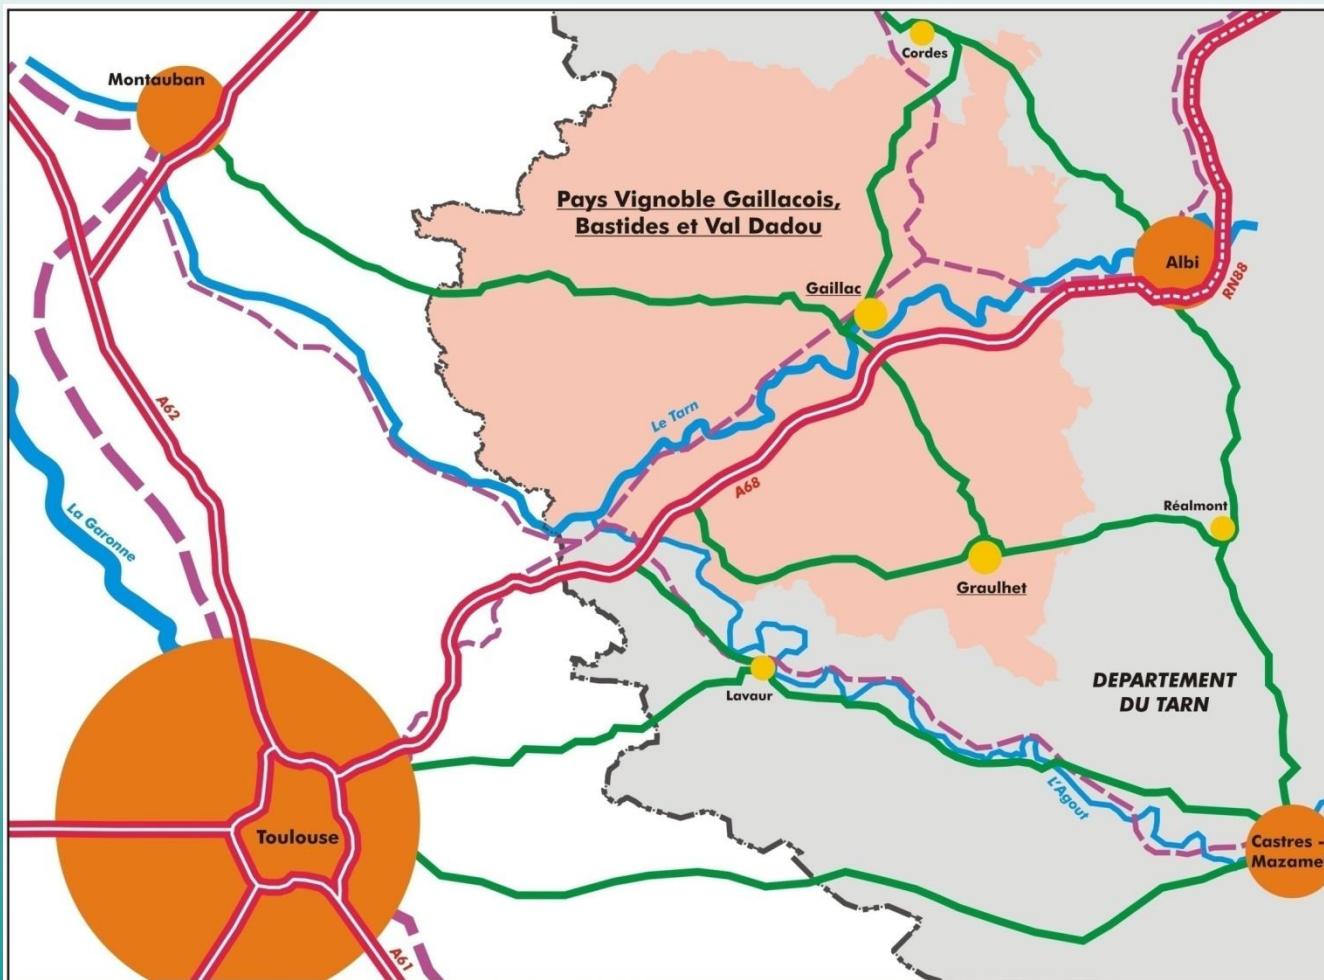 Cordes
Montauban
Pays Vignoble Gaillacois,
Bastides et Val Dadou
Albi
RN88
Gaillac
A62
Le Tarn
A68
La Garonne
Réalmont
Graulhet
Lavaur
DEPARTEMENT
DU TARN
L'Agout
Toulouse
Castres -
Mazame
A61